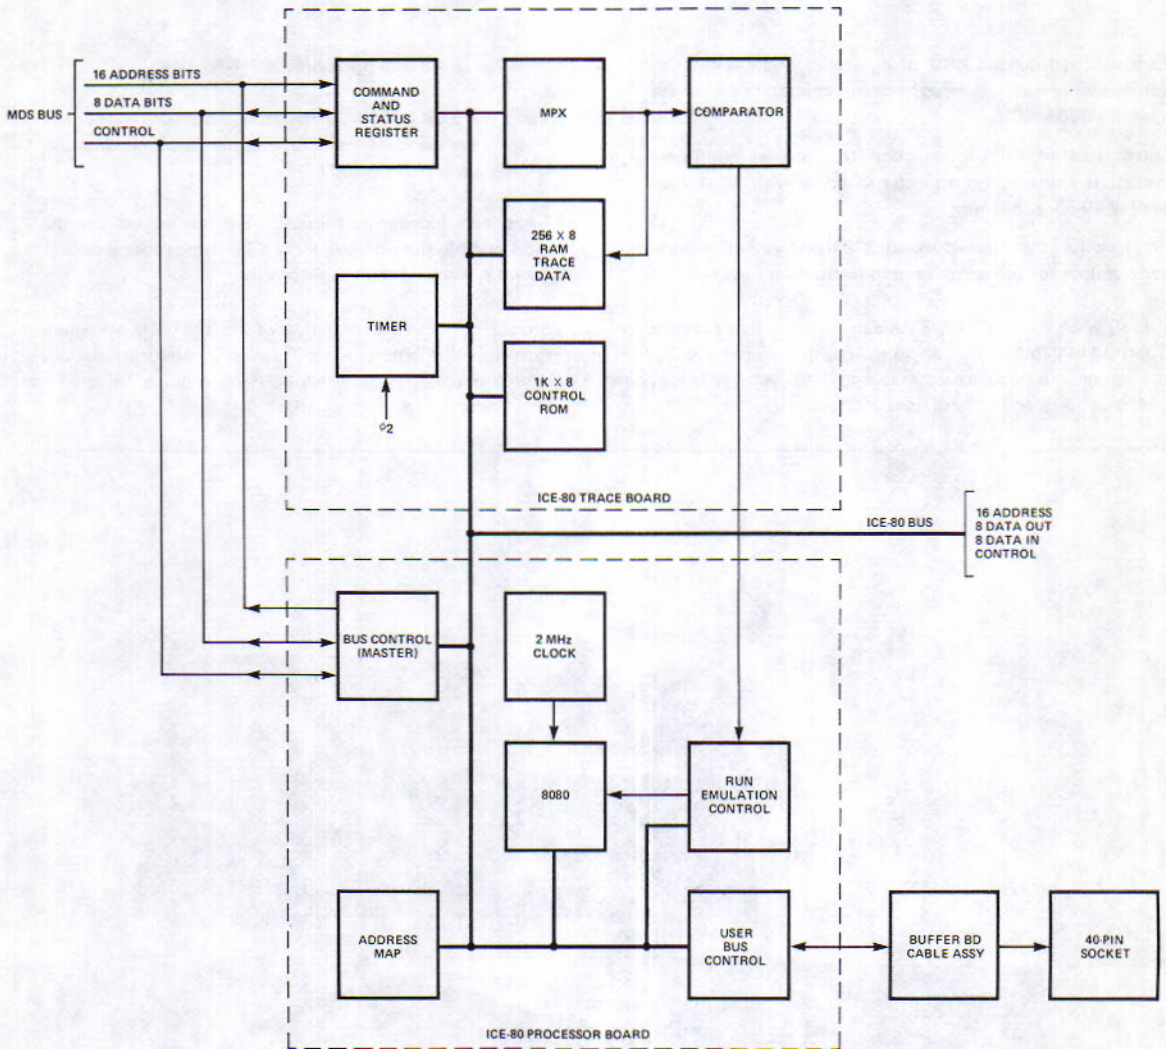 16 ADDRESS BITS
8 DATA BITS
MDS BUS
CONTROL
COMMAND
AND
STATUS
REGISTER
MPX
COMPARATOR
256 X 8
RAM
TRACE
DATA
TIMER
1K X 8
CONTROL
ROM
φ2
ICE-80 TRACE BOARD
ICE-80 BUS
16 ADDRESS
8 DATA OUT
8 DATA IN
CONTROL
BUS CONTROL
(MASTER)
2 MHz
CLOCK
8080
RUN
EMULATION
CONTROL
ADDRESS
MAP
USER
BUS
CONTROL
BUFFER BD
CABLE ASSY
40-PIN
SOCKET
ICE-80 PROCESSOR BOARD